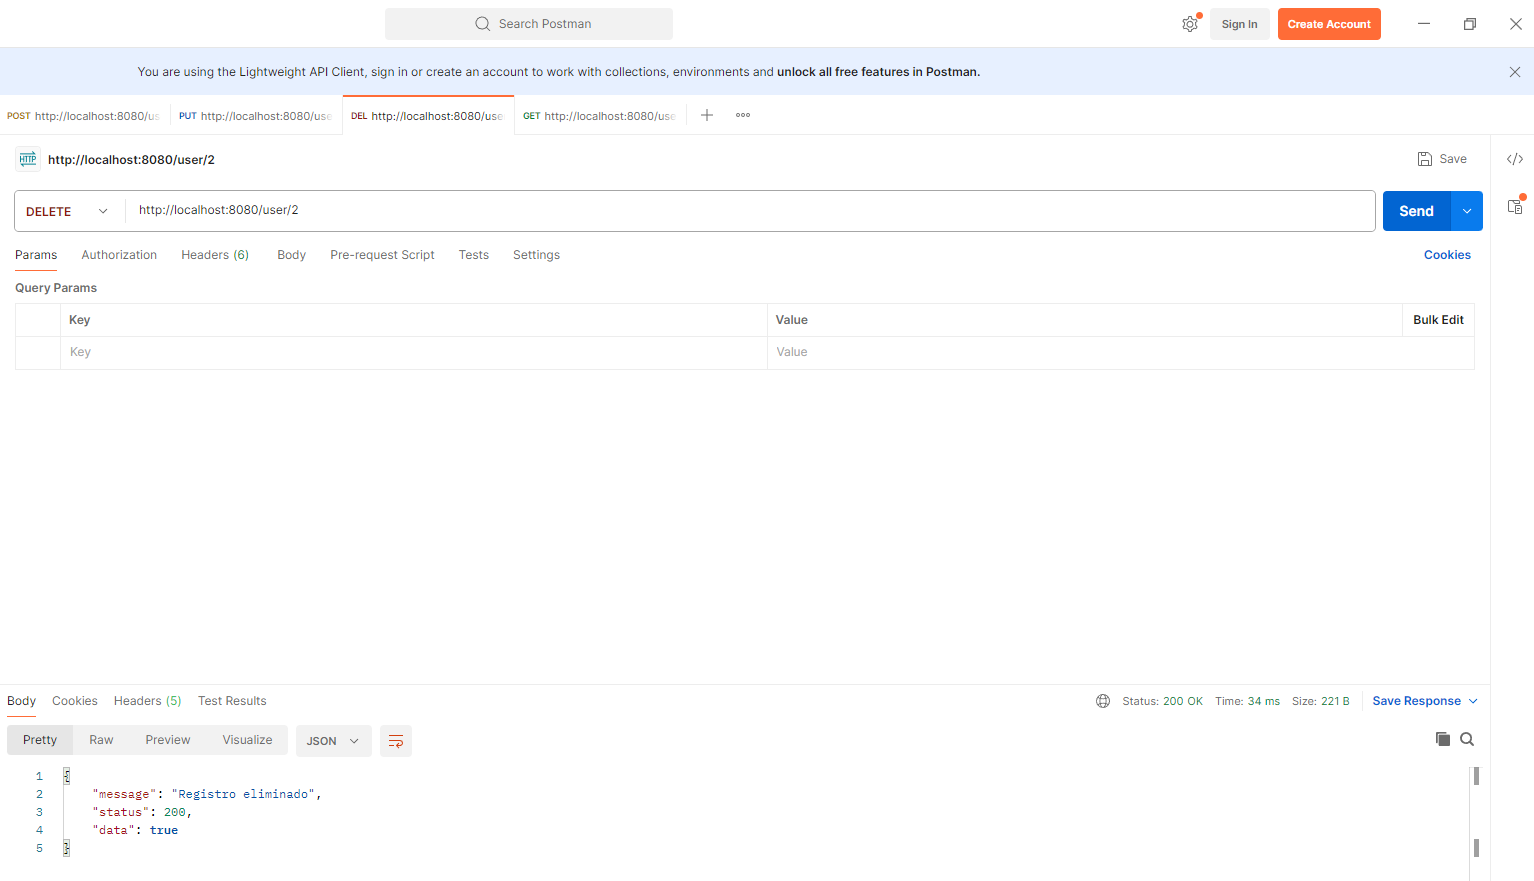 Search Postman
Sign In
Create Account
You are using the Lightweight API Client, sign in or create an account to work with collections, environments and unlock all free features in Postman.
POST http://localhost:8080/us
PUT http://localhost:8080/use
DEL http://localhost:8080/use
GET http://localhost:8080/use
HTTP http://localhost:8080/user/2
Save
DELETE http://localhost:8080/user/2
Send
Params Authorization Headers (6) Body Pre-request Script Tests Settings
Cookies
Query Params
Key Value Bulk Edit
Key Value
Body Cookies Headers (5) Test Results
Status: 200 OK Time: 34 ms Size: 221 B Save Response
Pretty Raw Preview Visualize JSON
1 {
2 "message": "Registro eliminado",
3 "status": 200,
4 "data": true
5 }